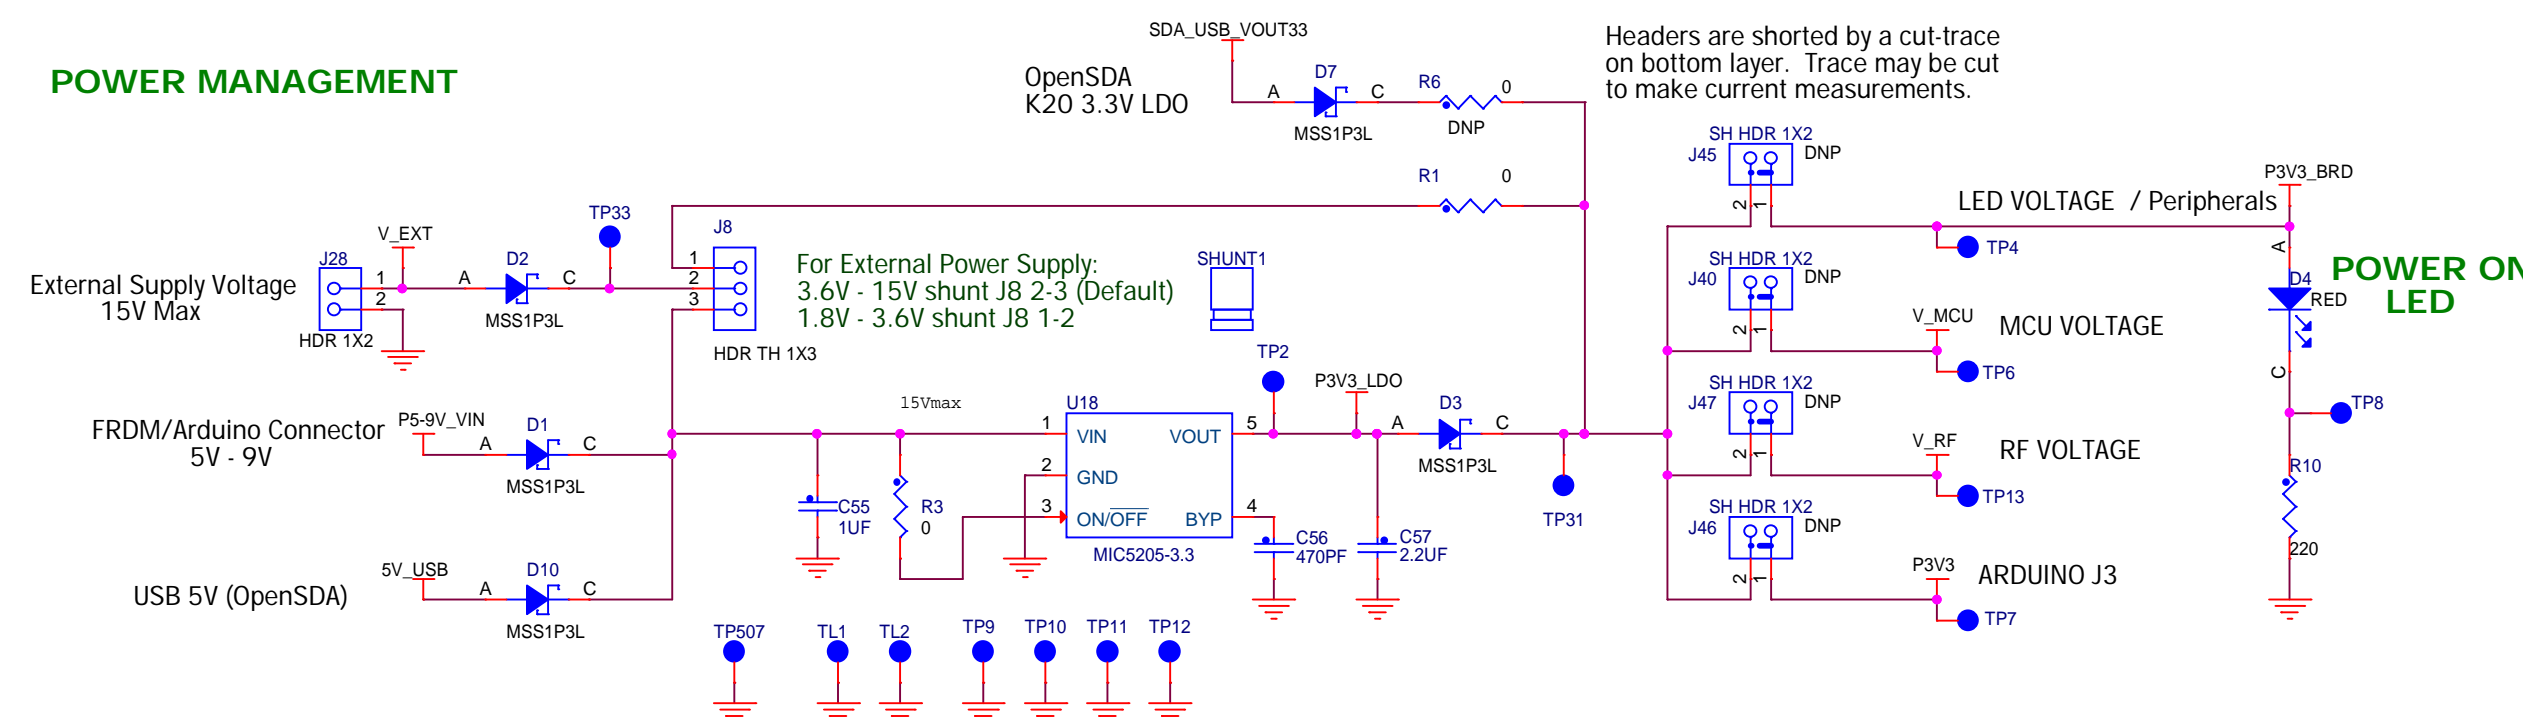 POWER MANAGEMENT
SDA_USB_VOUT33
OpenSDA
K20 3.3V LDO
A
D7
C
MSS1P3L
R6
0
DNP
R1
0
Headers are shorted by a cut-trace
on bottom layer. Trace may be cut
to make current measurements.
External Supply Voltage
15V Max
J28
1
2
HDR 1X2
V_EXT
A
D2
C
MSS1P3L
TP33
J8
1
2
3
HDR TH 1X3
For External Power Supply:
3.6V - 15V shunt J8 2-3 (Default)
1.8V - 3.6V shunt J8 1-2
SHUNT1
FRDM/Arduino Connector
5V - 9V
P5-9V_VIN
A
D1
C
MSS1P3L
USB 5V (OpenSDA)
5V_USB
A
D10
C
MSS1P3L
15Vmax
C55
1UF
R3
0
U18
1
VIN
2
GND
3
ON/OFF
VOUT
5
BYP
4
MIC5205-3.3
TP2
P3V3_LDO
C56
470PF
C57
2.2UF
A
D3
C
MSS1P3L
TP31
SH HDR 1X2
J45
DNP
2
1
LED VOLTAGE / Peripherals
TP4
SH HDR 1X2
J40
DNP
2
1
V_MCU
MCU VOLTAGE
TP6
SH HDR 1X2
J47
DNP
2
1
V_RF
RF VOLTAGE
TP13
SH HDR 1X2
J46
DNP
2
1
P3V3
ARDUINO J3
TP7
P3V3_BRD
A
D4
RED
C
POWER ON
LED
TP8
R10
220
TP507
TL1
TL2
TP9
TP10
TP11
TP12